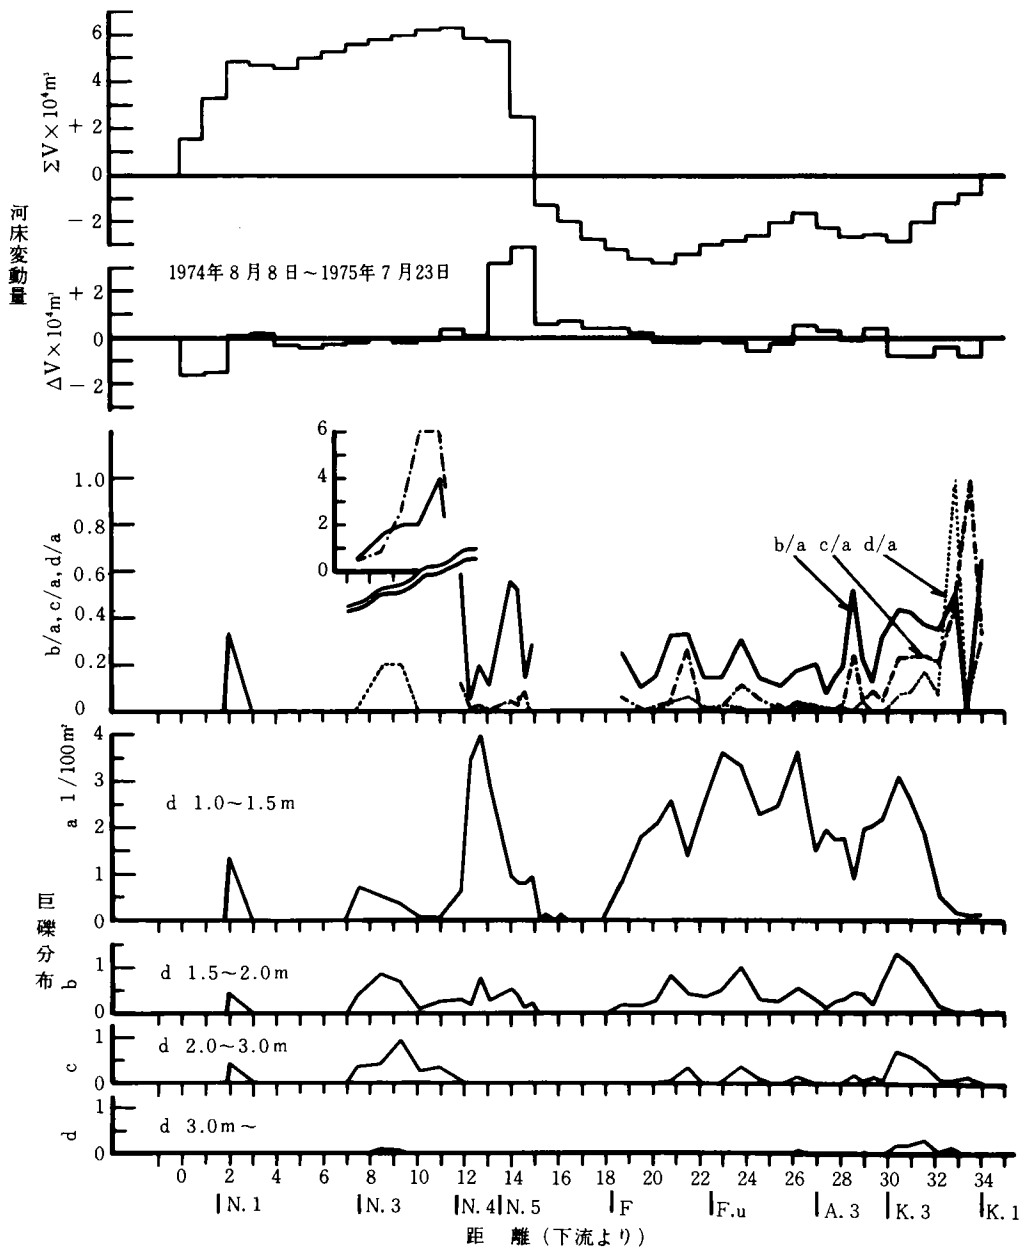 河床変動量
ΣV×10⁴m³
6
4
+2
0
−2
1974年8月8日~1975年7月23日
ΔV×10⁴m³
+2
0
−2
b/a, c/a, d/a
1.0
0.8
0.6
0.4
0.2
0
6
4
2
0
b/a c/a d/a
巨礫分布
a 1/100㎡
4
3
2
1
0
d 1.0~1.5m
b
1
0
d 1.5~2.0m
c
1
0
d 2.0~3.0m
d
1
0
d 3.0m~
0 2 4 6 8 10 12 14 16 18 20 22 24 26 28 30 32 34
N.1 N.3 N.4 N.5 F F.u A.3 K.3 K.1
距 離(下流より)